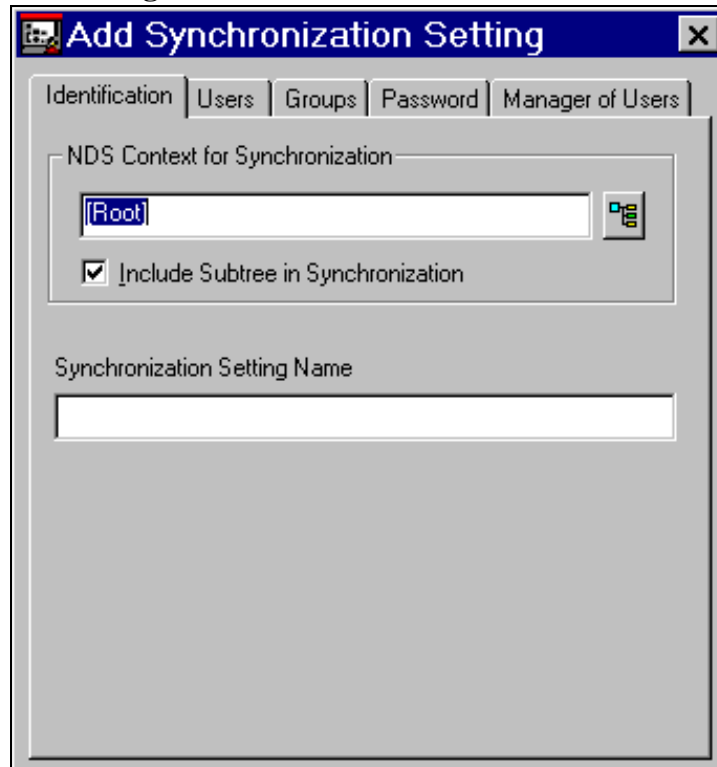 Add Synchronization Setting
Identification Users Groups Password Manager of Users
NDS Context for Synchronization
[Root]
Include Subtree in Synchronization
Synchronization Setting Name